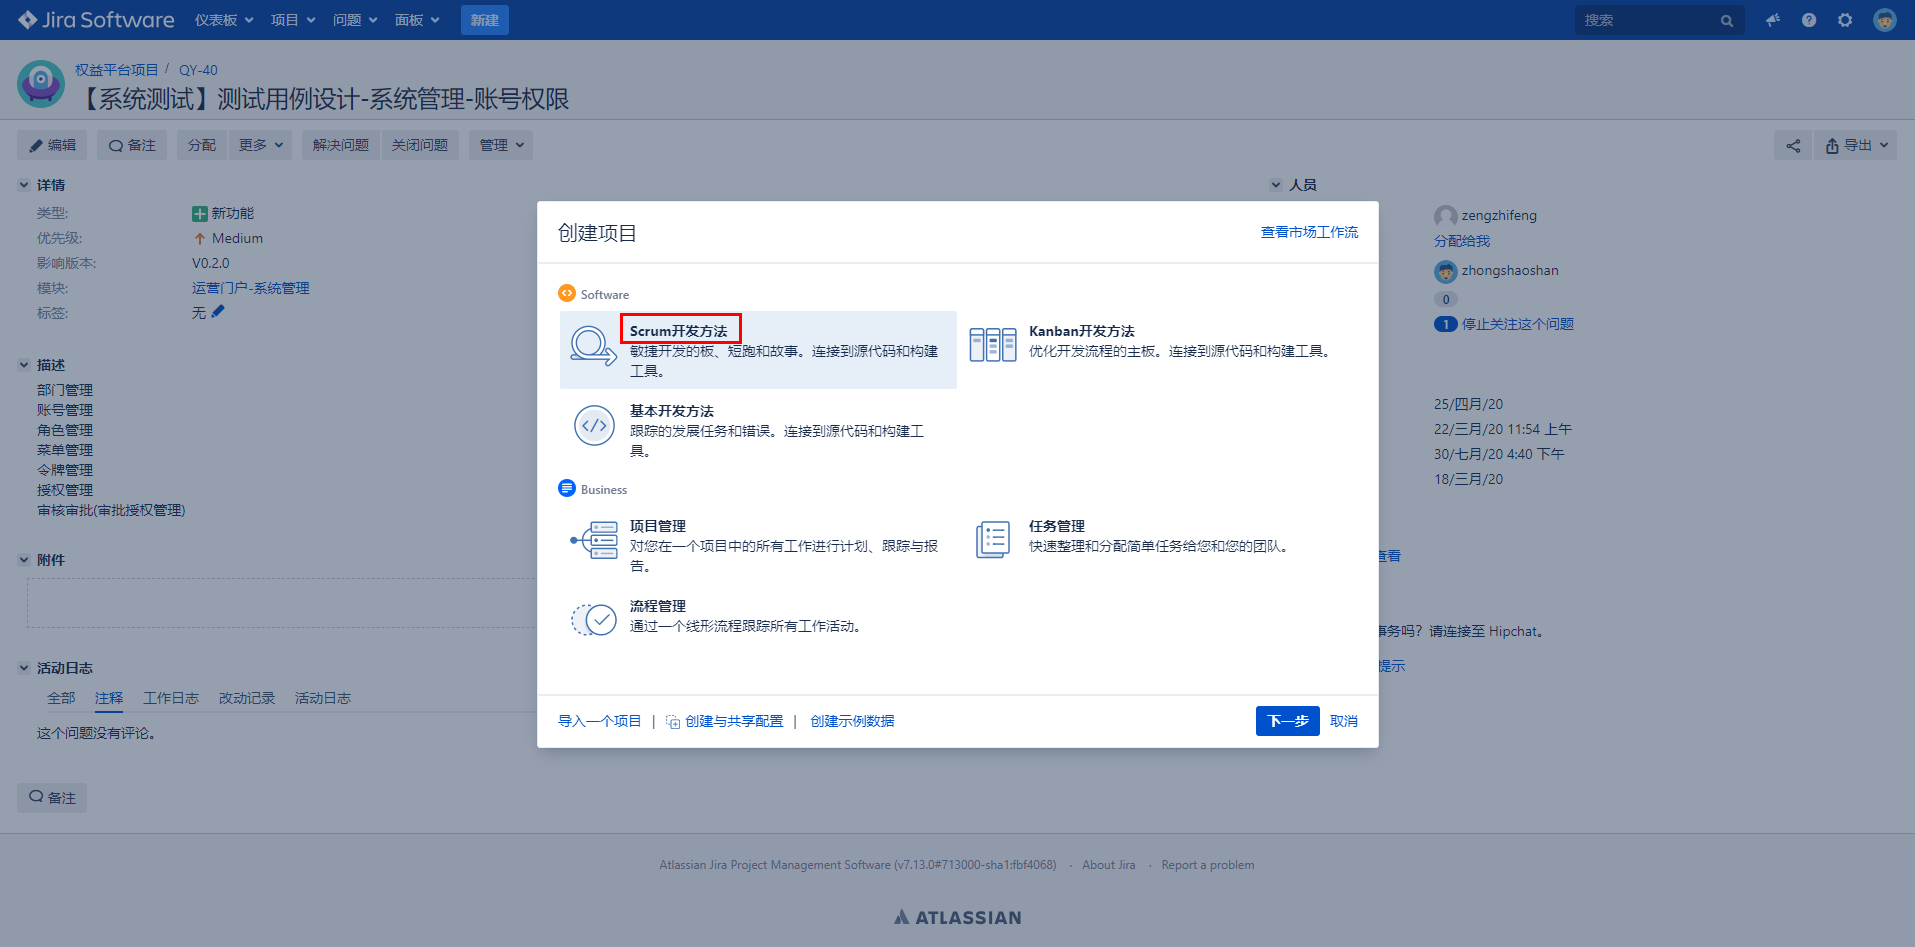 Jira Software 仪表板 项目 问题 面板 新建 搜索
权益平台项目 / QY-40
【系统测试】测试用例设计-系统管理-账号权限
编辑 备注 分配 更多 解决问题 关闭问题 管理 导出
详情
类型: 新功能
优先级: Medium
影响版本: V0.2.0
模块: 运营门户-系统管理
标签: 无
描述
部门管理
账号管理
角色管理
菜单管理
令牌管理
授权管理
审核审批(审批授权管理)
附件
活动日志
全部 注释 工作日志 改动记录 活动日志
这个问题没有评论。
备注
创建项目 查看市场工作流
Software
Scrum开发方法
敏捷开发的板、短跑和故事。连接到源代码和构建
工具。
Kanban开发方法
优化开发流程的主板。连接到源代码和构建工具。
基本开发方法
跟踪的发展任务和错误。连接到源代码和构建工
具。
Business
项目管理
对您在一个项目中的所有工作进行计划、跟踪与报
告。
任务管理
快速整理和分配简单任务给您和您的团队。
流程管理
通过一个线形流程跟踪所有工作活动。
导入一个项目 | 创建与共享配置 | 创建示例数据 下一步 取消
人员
zengzhifeng
分配给我
zhongshaoshan
0
1 停止关注这个问题
25/四月/20
22/三月/20 11:54 上午
30/七月/20 4:40 下午
18/三月/20
查看
事务吗？请连接至 Hipchat。
提示
Atlassian Jira Project Management Software (v7.13.0#713000-sha1:fbf4068) · About Jira · Report a problem
ATLASSIAN